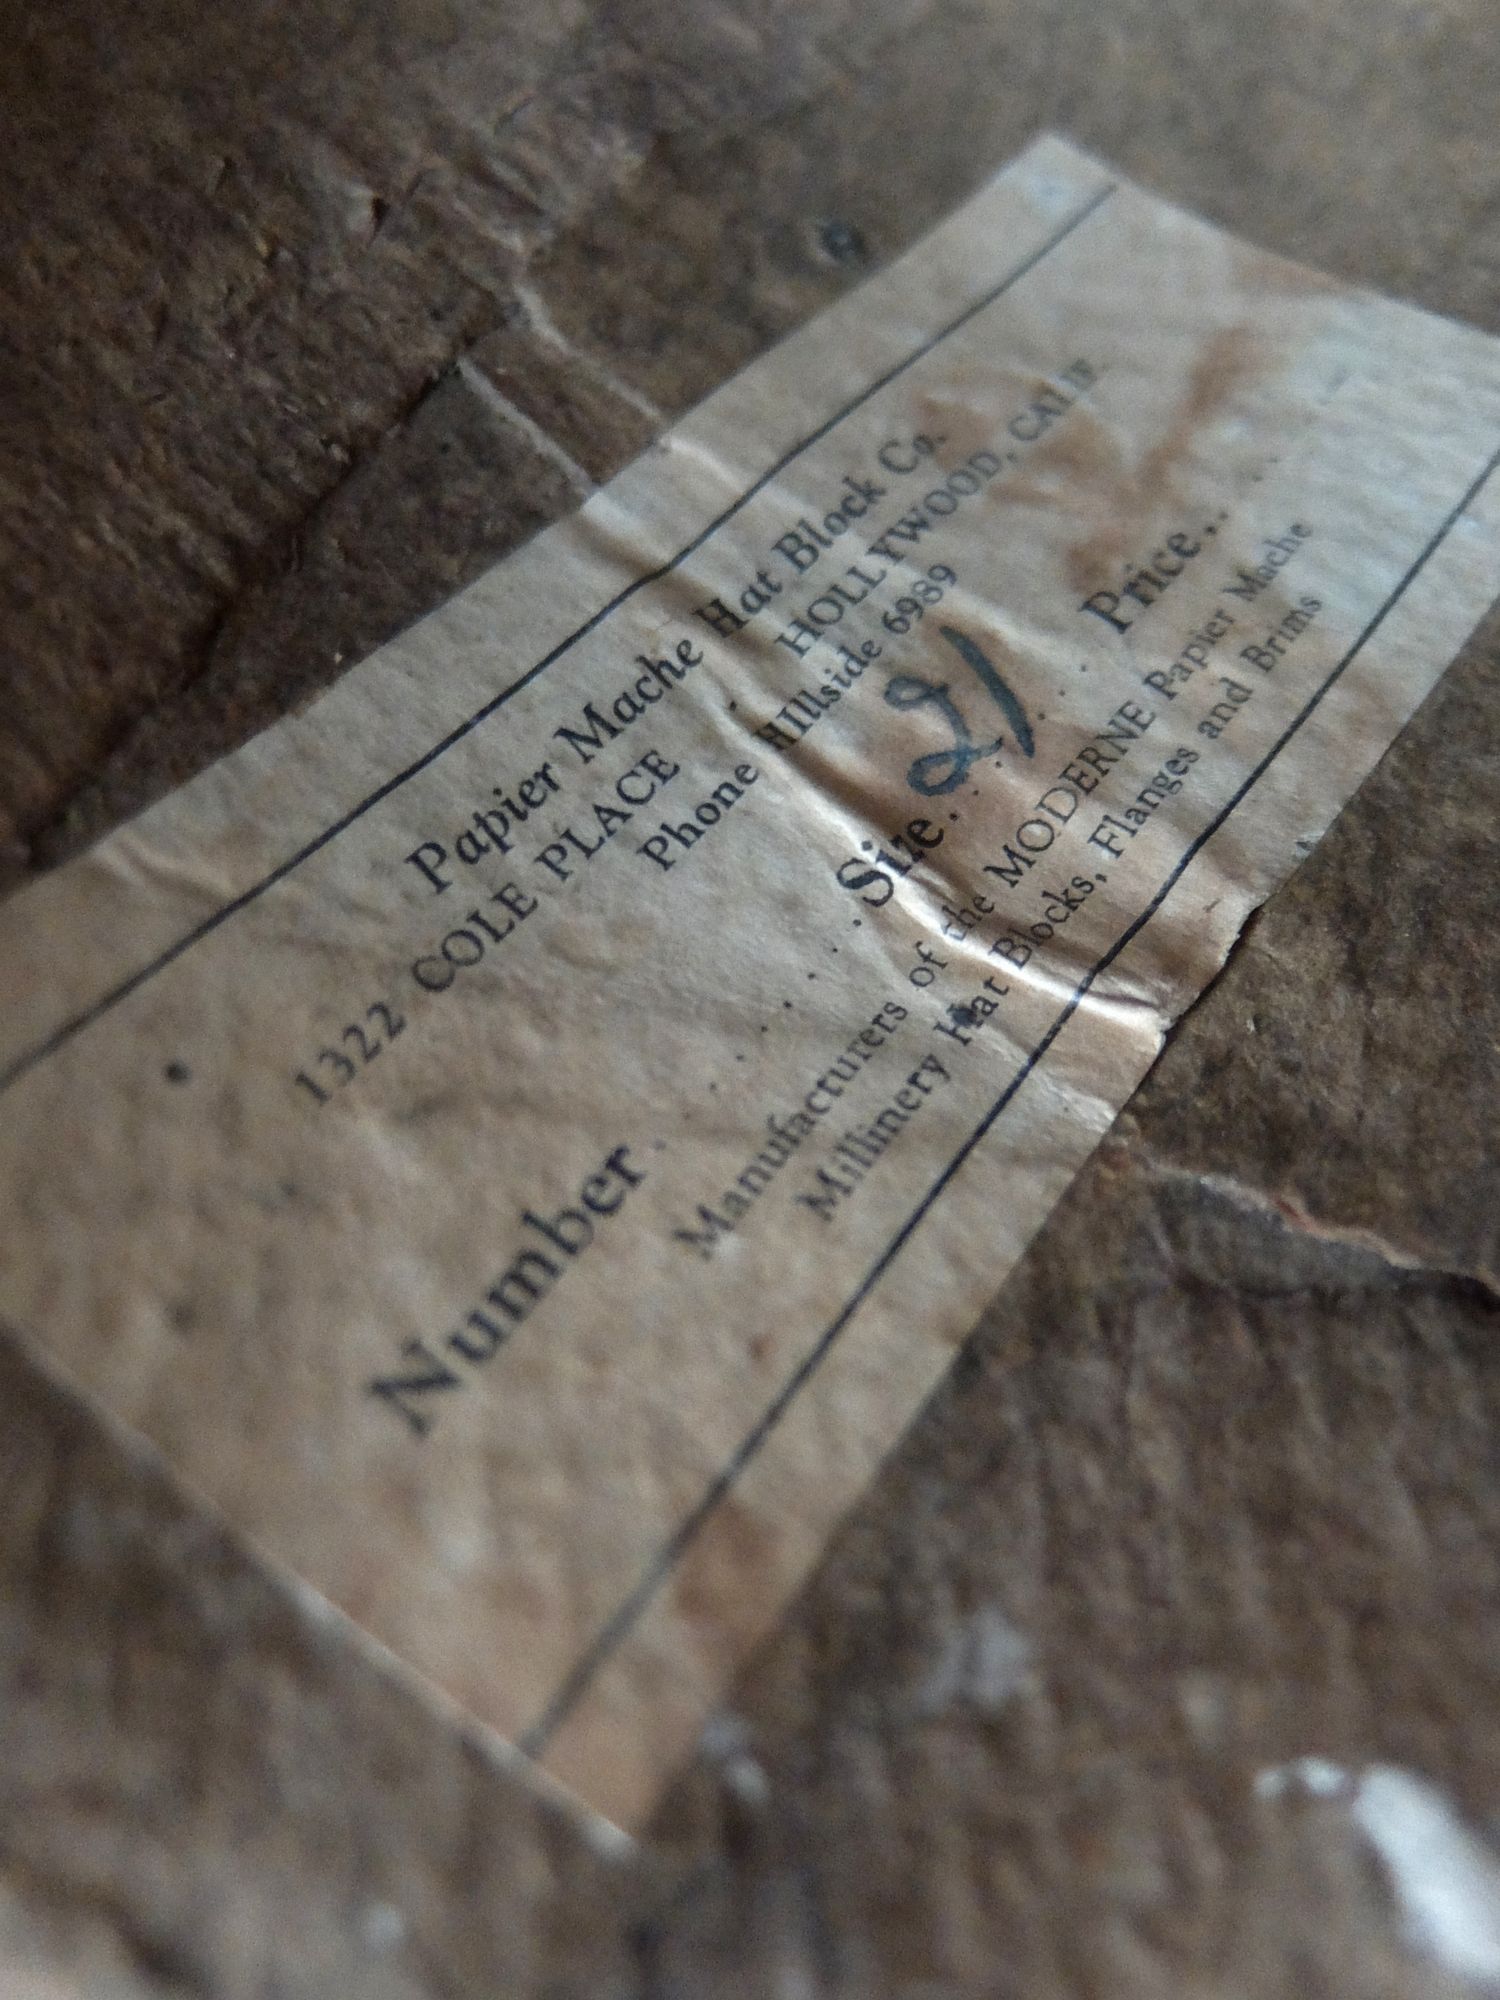 Papier Mache Hat Block Co.
1322 COLE PLACE HOLLYWOOD, CALIF.
Phone HIllside 6989
Number..... Size.. 21 .. Price..
Manufacturers of the MODERNE Papier Mache
Millinery Hat Blocks, Flanges and Brims